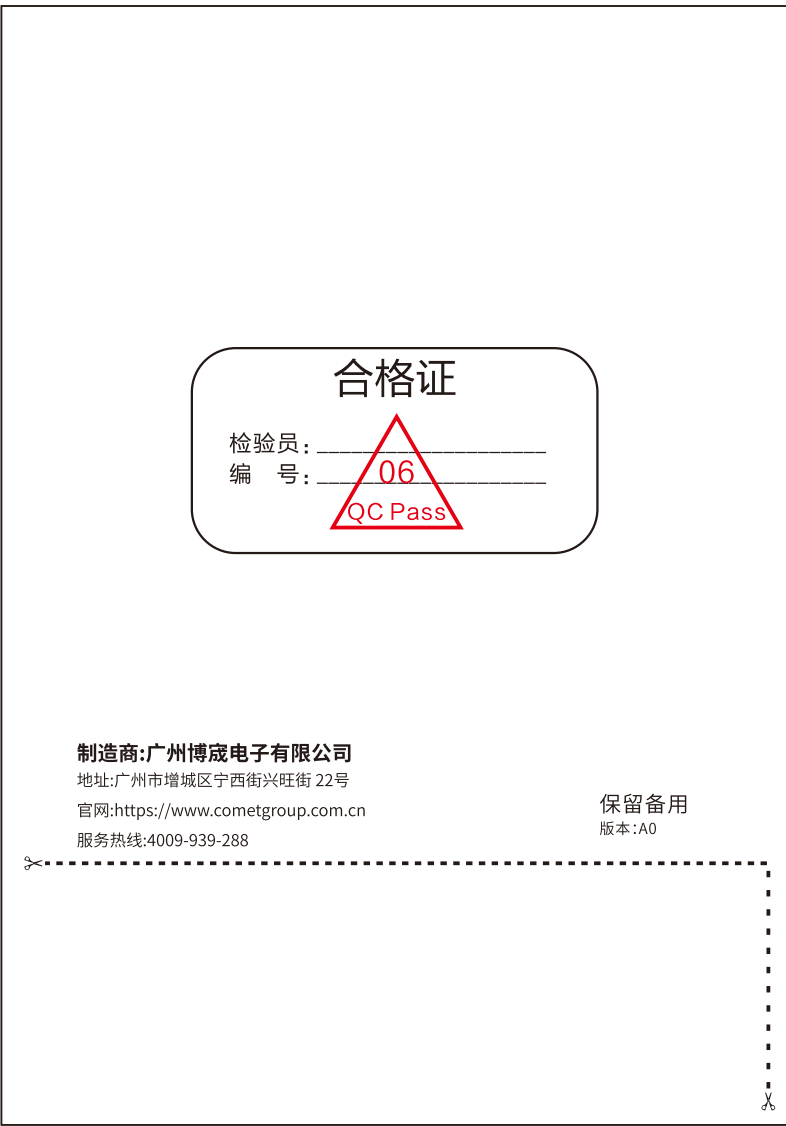 合格证
检验员:____________________
编　号:____________________
06
QC Pass
制造商:广州博宬电子有限公司
地址:广州市增城区宁西街兴旺街 22号
官网:https://www.cometgroup.com.cn
保留备用
服务热线:4009-939-288
版本:A0